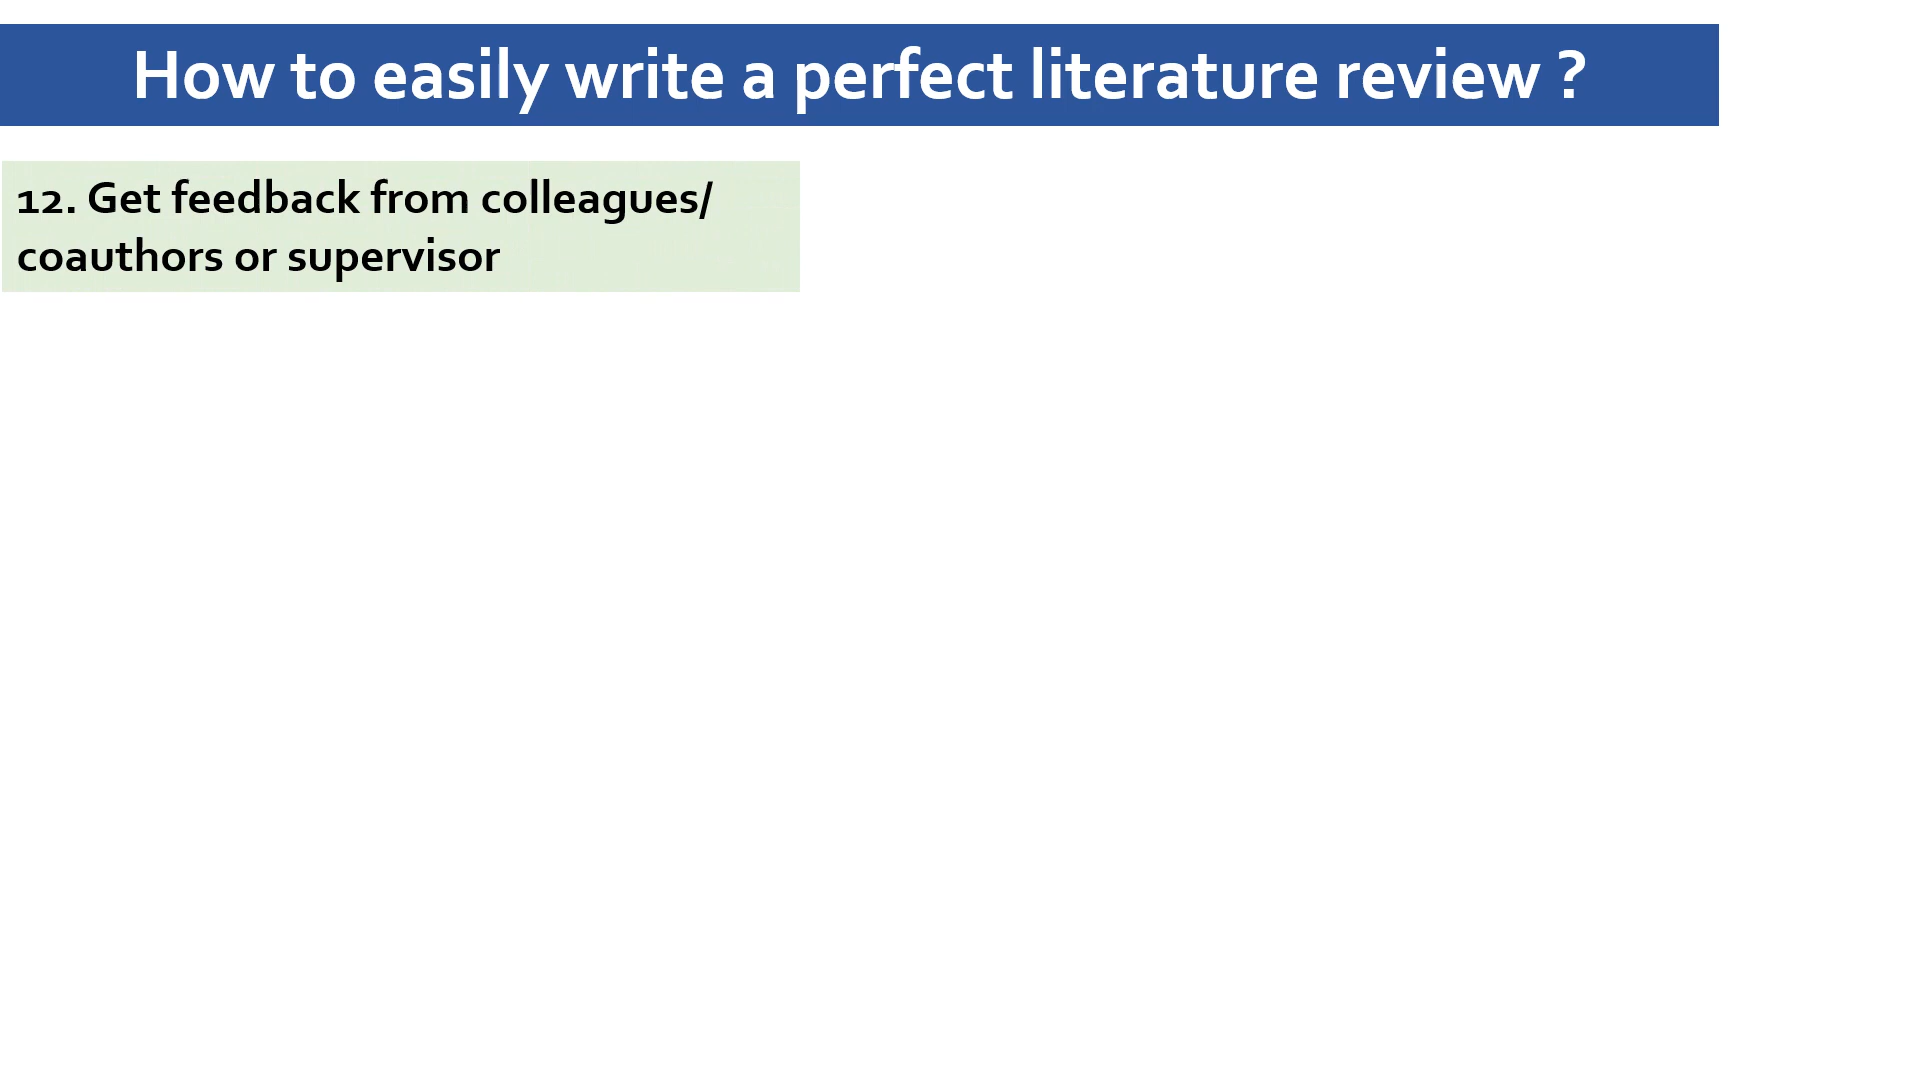 How to easily write a perfect literature review ?
12. Get feedback from colleagues/
coauthors or supervisor